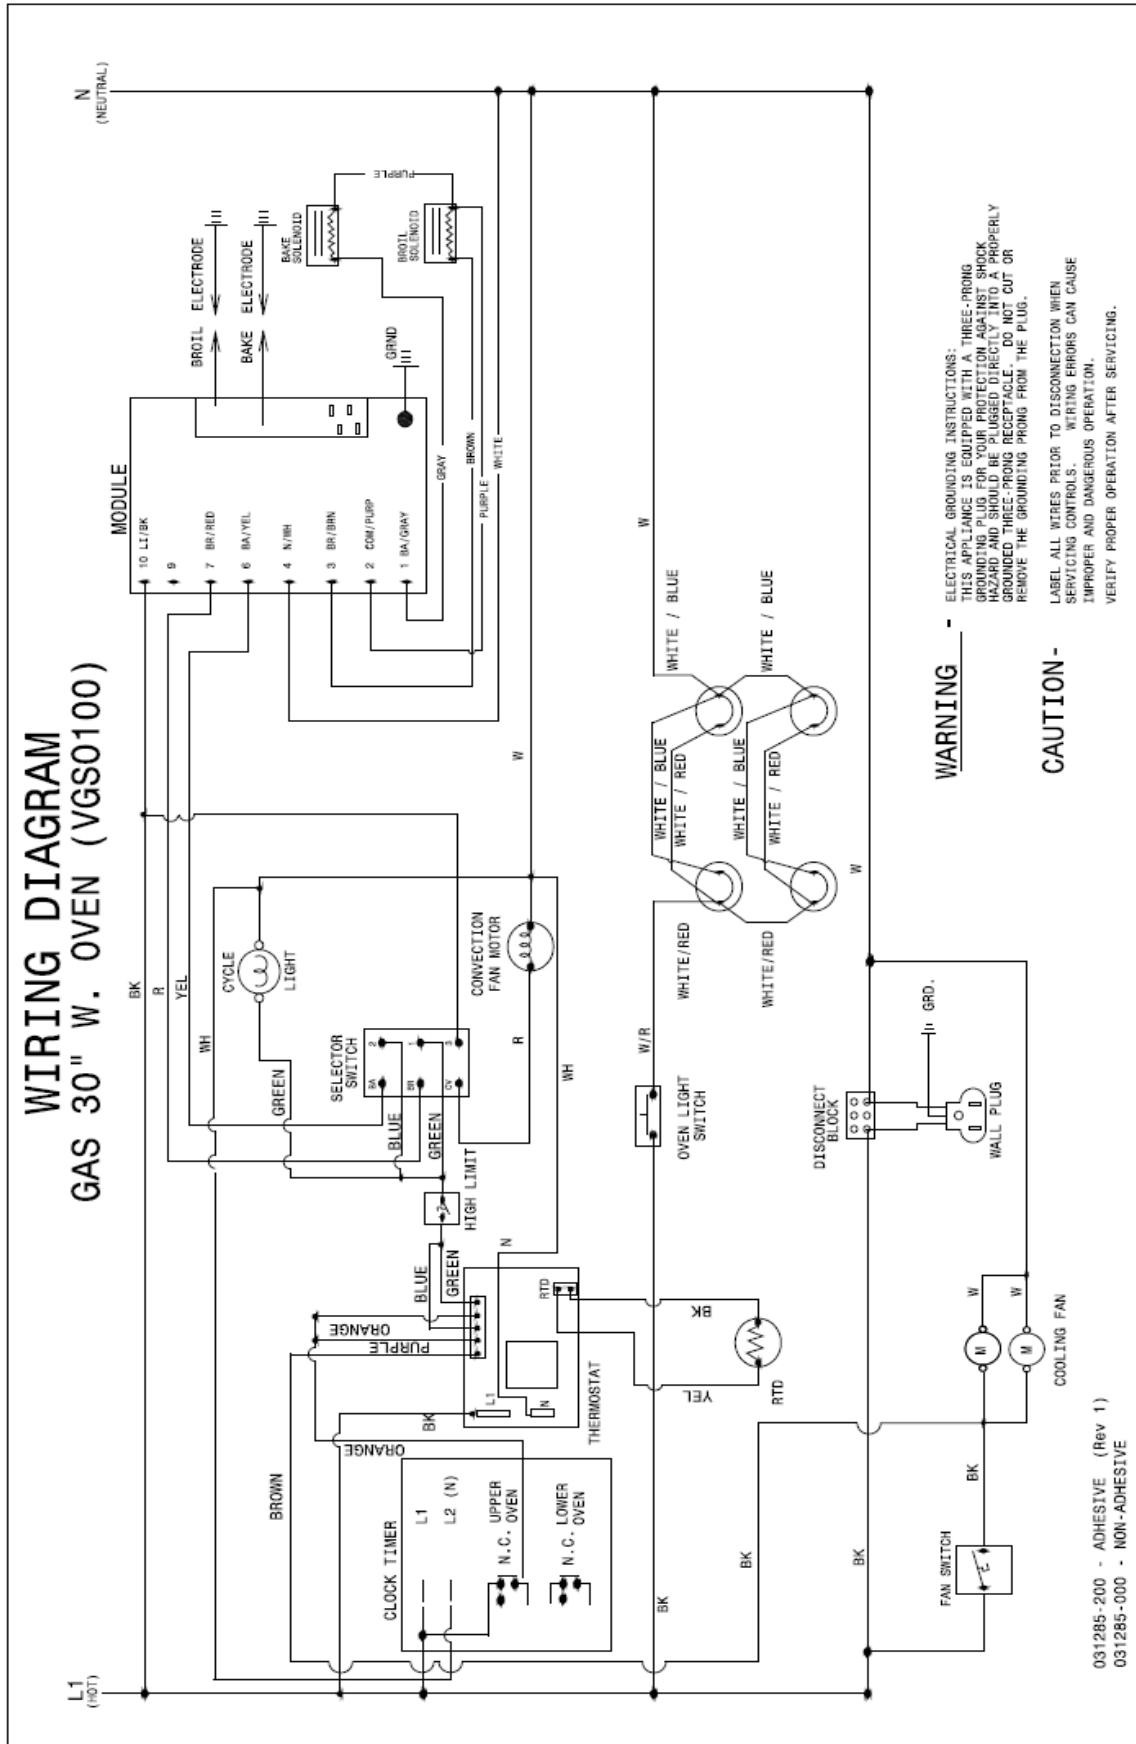 WIRING DIAGRAM
GAS 30" W. OVEN (VGSO100)
L1
(HOT)
N
(NEUTRAL)
MODULE
10 LI/BK
9
7 BR/RED
6 BA/YEL
4 N/WH
3 BR/BRN
2 COM/PURP
1 BA/GRAY
BROIL ELECTRODE
BAKE ELECTRODE
GRND
BAKE
SOLENOID
BROIL
SOLENOID
PURPLE
GRAY
BROWN
PURPLE
WHITE
BK
R
YEL
WH
CYCLE
LIGHT
GREEN
SELECTOR
SWITCH
BA
BR
CV
2
1
3
BLUE
GREEN
CONVECTION
FAN MOTOR
R
WH
W
HIGH LIMIT
BLUE
GREEN
N
ORANGE
PURPLE
BROWN
ORANGE
BK
L1
N
RTD
THERMOSTAT
BK
YEL
RTD
CLOCK TIMER
L1
L2 (N)
N.C. UPPER
OVEN
N.C. LOWER
OVEN
BK
OVEN LIGHT
SWITCH
W/R
WHITE/RED
WHITE/RED
WHITE / BLUE
WHITE / RED
WHITE / BLUE
WHITE / RED
WHITE / BLUE
WHITE / BLUE
W
BK
BK
DISCONNECT
BLOCK
W
GRD.
WALL PLUG
FAN SWITCH
BK
M
M
W
W
COOLING FAN
WARNING -
ELECTRICAL GROUNDING INSTRUCTIONS:
THIS APPLIANCE IS EQUIPPED WITH A THREE-PRONG
GROUNDING PLUG FOR YOUR PROTECTION AGAINST SHOCK
HAZARD AND SHOULD BE PLUGGED DIRECTLY INTO A PROPERLY
GROUNDED THREE-PRONG RECEPTACLE. DO NOT CUT OR
REMOVE THE GROUNDING PRONG FROM THE PLUG.
CAUTION-
LABEL ALL WIRES PRIOR TO DISCONNECTION WHEN
SERVICING CONTROLS. WIRING ERRORS CAN CAUSE
IMPROPER AND DANGEROUS OPERATION.
VERIFY PROPER OPERATION AFTER SERVICING.
031285-200 - ADHESIVE (Rev 1)
031285-000 - NON-ADHESIVE